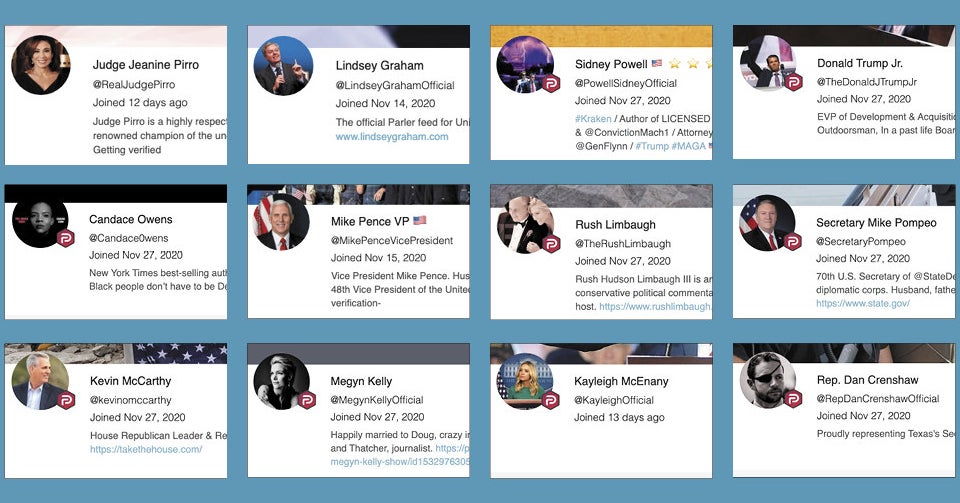 Judge Jeanine Pirro
@RealJudgePirro
Joined 12 days ago
Judge Pirro is a highly respect
renowned champion of the un
Getting verified
Lindsey Graham
@LindseyGrahamOfficial
Joined Nov 14, 2020
The official Parler feed for Uni
www.lindseygraham.com
Sidney Powell 🇺🇸 ⭐ ⭐ ⭐
@PowellSidneyOfficial
Joined Nov 27, 2020
#Kraken / Author of LICENSED
& @ConvictionMach1 / Attorney
@GenFlynn / #Trump #MAGA
Donald Trump Jr.
@TheDonaldJTrumpJr
Joined Nov 27, 2020
EVP of Development & Acquisitio
Outdoorsman, In a past life Boar
Candace Owens
@Candace0wens
Joined Nov 27, 2020
New York Times best-selling auth
Black people don't have to be De
Mike Pence VP 🇺🇸
@MikePenceVicePresident
Joined Nov 15, 2020
Vice President Mike Pence. Hus
48th Vice President of the United
verification-
Rush Limbaugh
@TheRushLimbaugh
Joined Nov 27, 2020
Rush Hudson Limbaugh III is an
conservative political commenta
host. https://www.rushlimbaugh.
Secretary Mike Pompeo
@SecretaryPompeo
Joined Nov 27, 2020
70th U.S. Secretary of @StateDe
diplomatic corps. Husband, fathe
https://www.state.gov/
Kevin McCarthy
@kevinomccarthy
Joined Nov 27, 2020
House Republican Leader & Re
https://takethehouse.com/
Megyn Kelly
@MegynKellyOfficial
Joined Nov 27, 2020
Happily married to Doug, crazy in
and Thatcher, journalist. https://p
megyn-kelly-show/id1532976305
Kayleigh McEnany
@KayleighOfficial
Joined 13 days ago
Rep. Dan Crenshaw
@RepDanCrenshawOfficial
Joined Nov 27, 2020
Proudly representing Texas's Sec